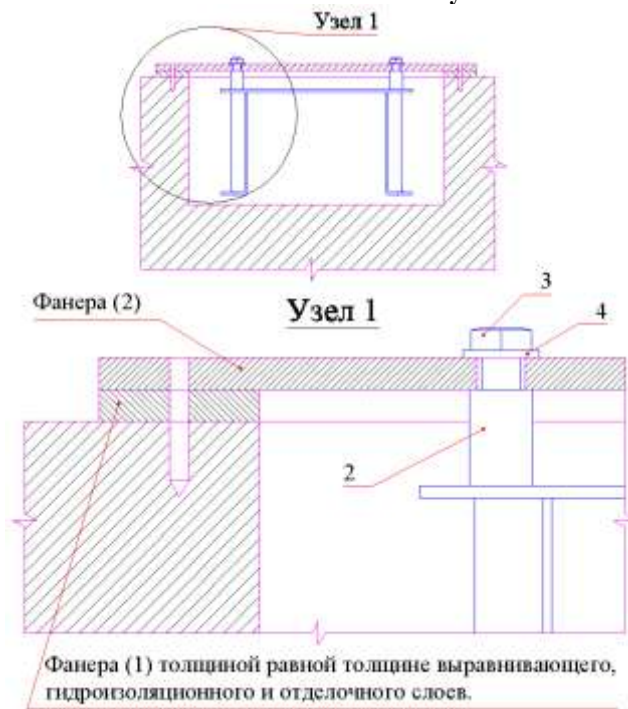 Узел 1
Фанера (2)
Узел 1
3
4
2
Фанера (1) толщиной равной толщине выравнивающего,
гидроизоляционного и отделочного слоев.